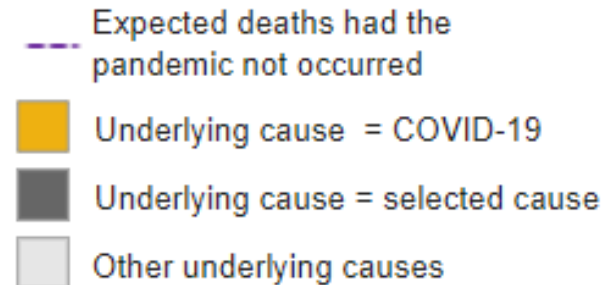 Expected deaths had the
pandemic not occurred
Underlying cause = COVID-19
Underlying cause = selected cause
Other underlying causes